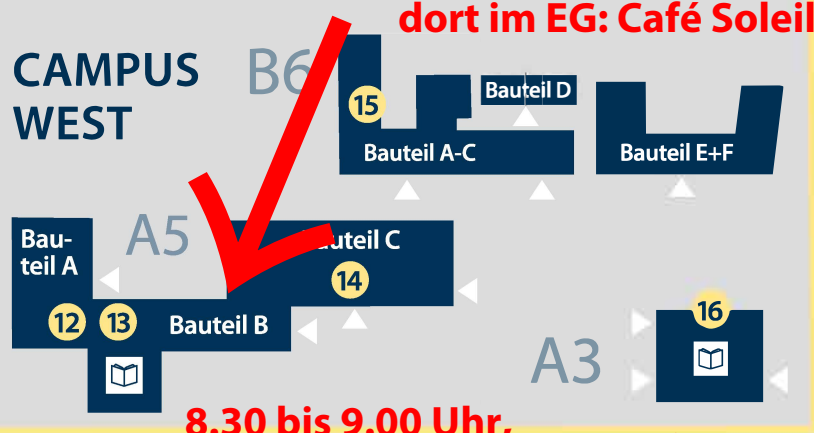 dort im EG: Café Soleil
CAMPUS
WEST
B6
15
Bauteil D
Bauteil A-C
Bauteil E+F
Bau-
teil A
A5
Bauteil C
14
12
13
Bauteil B
16
A3
8.30 bis 9.00 Uhr,